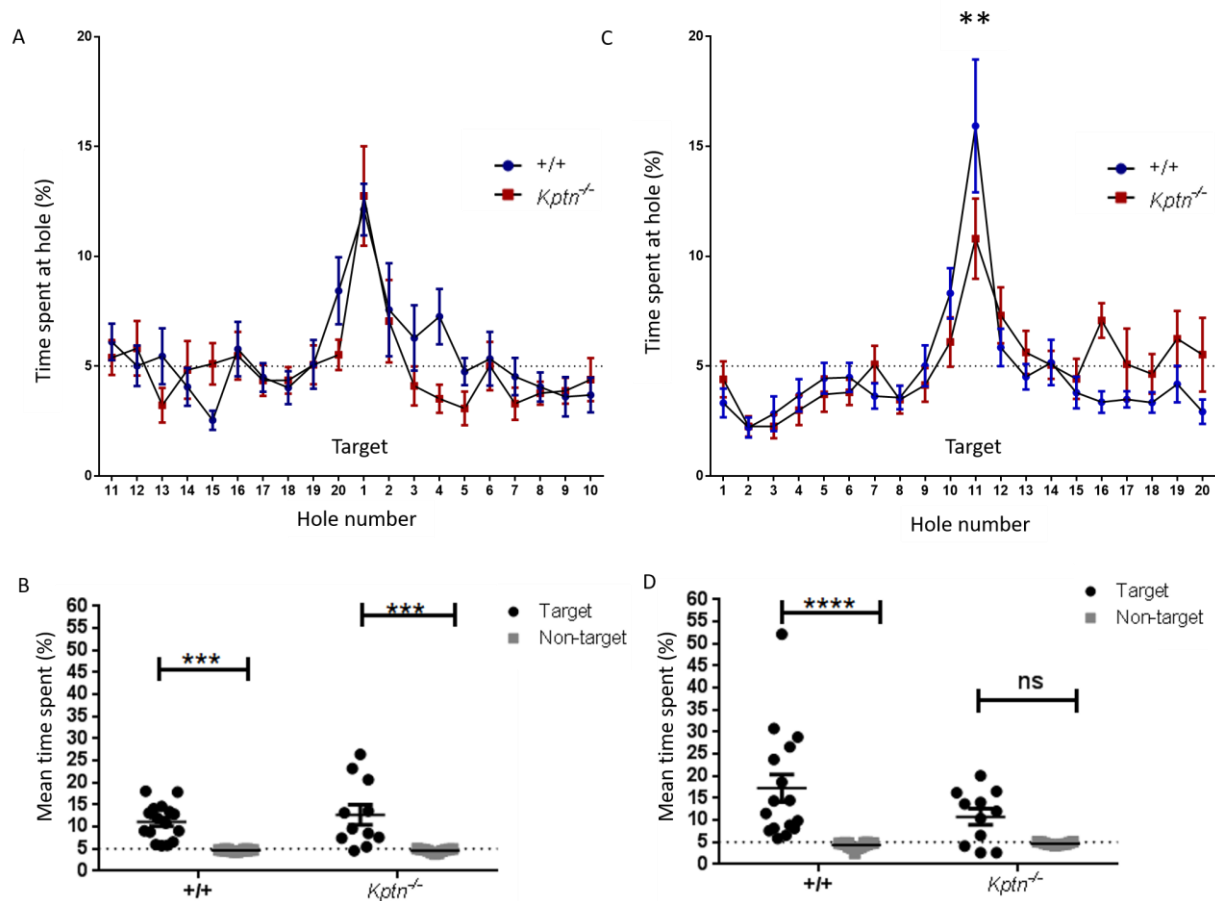 A
20
15
10
5
0
Time spent at hole (%)
+/+
Kptn-/-
Target
11 12 13 14 15 16 17 18 19 20 1 2 3 4 5 6 7 8 9 10
Hole number
C
**
20
15
10
5
0
Time spent at hole (%)
+/+
Kptn-/-
Target
1 2 3 4 5 6 7 8 9 10 11 12 13 14 15 16 17 18 19 20
Hole number
B
60
55
50
45
40
35
30
25
20
15
10
5
0
Mean time spent (%)
***
***
Target
Non-target
+/+
Kptn-/-
D
60
55
50
45
40
35
30
25
20
15
10
5
0
Mean time spent (%)
****
ns
Target
Non-target
+/+
Kptn-/-